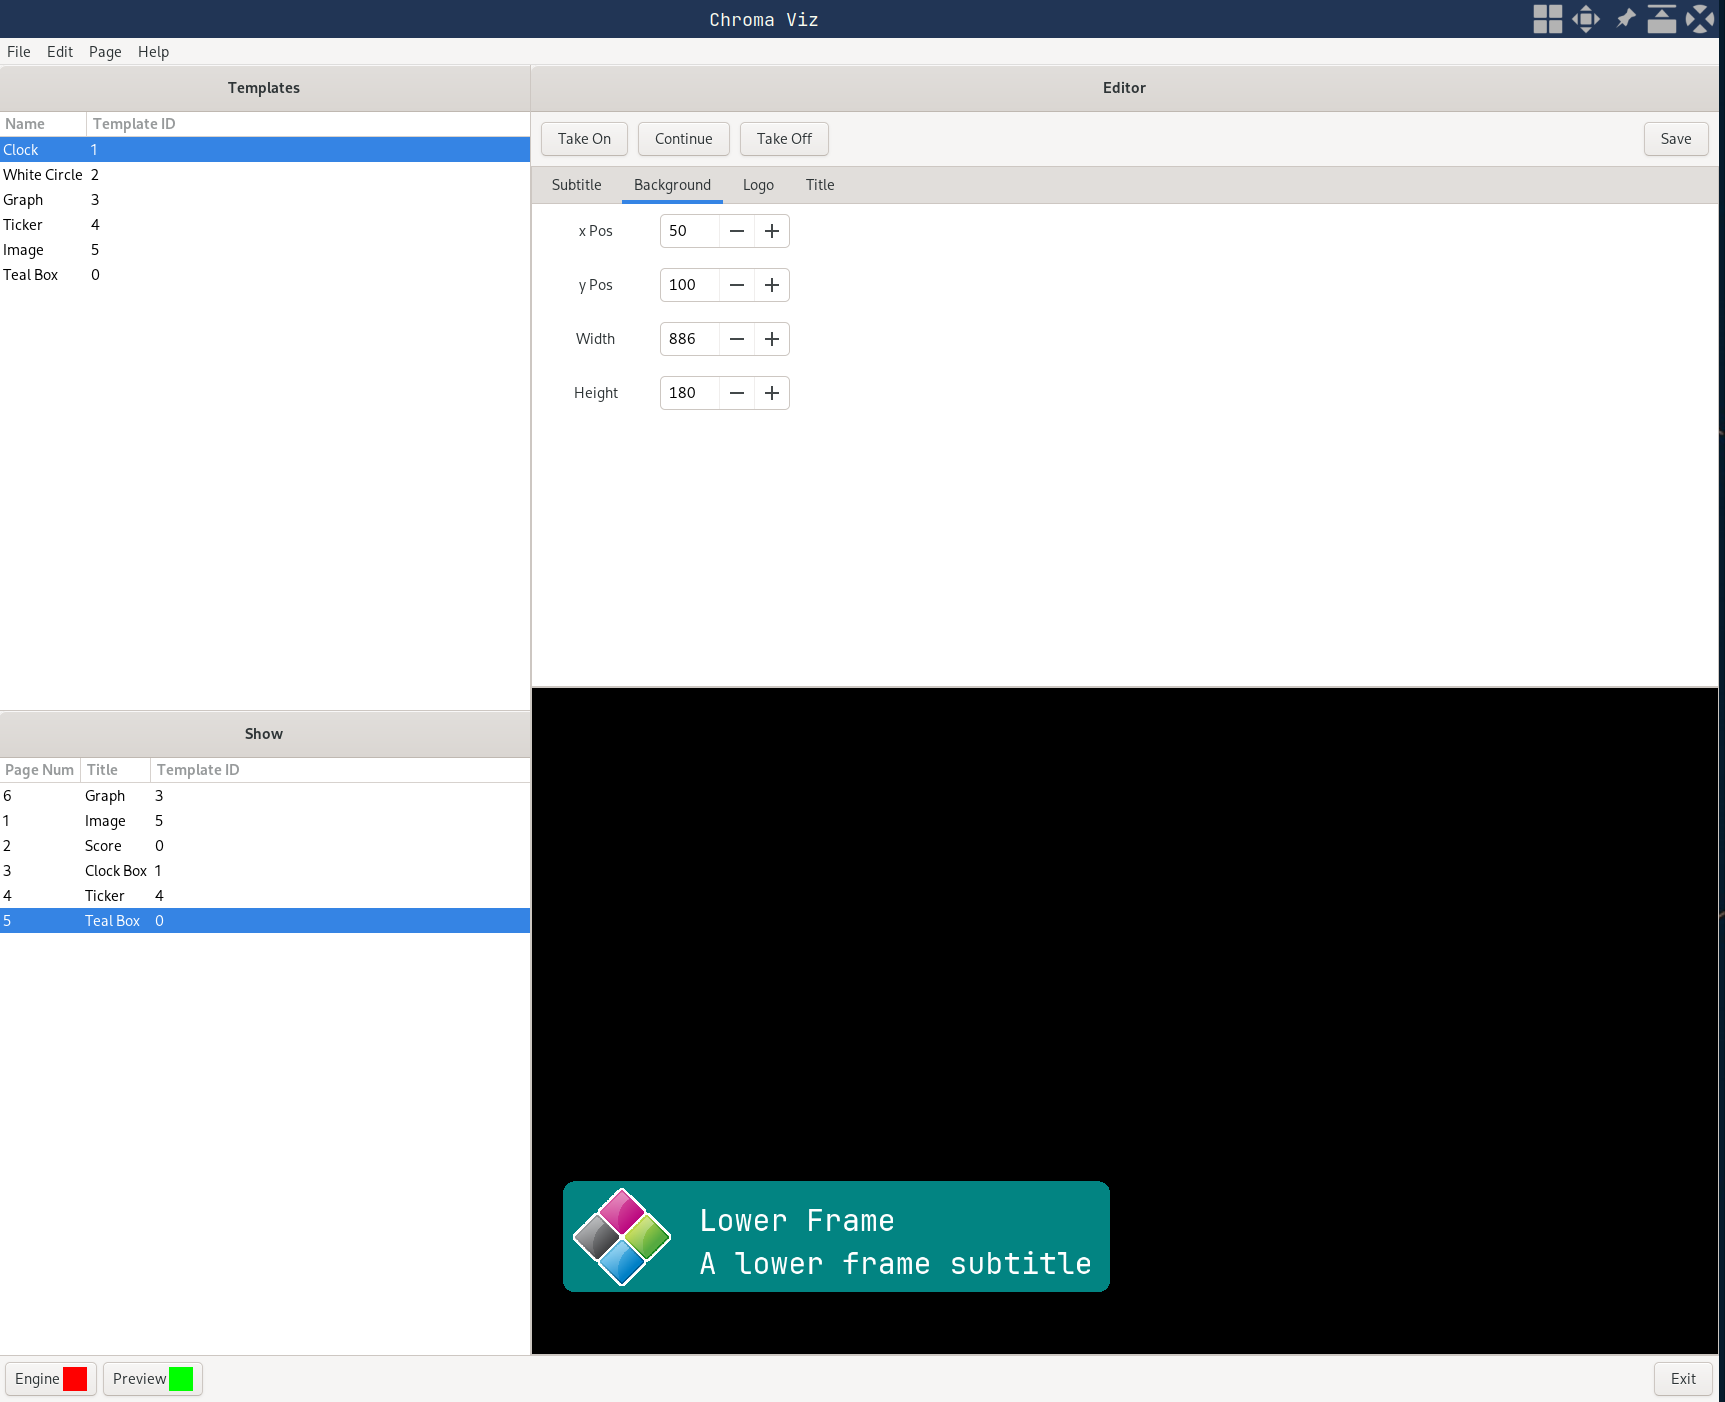 Chroma Viz
File Edit Page Help
Templates
Name Template ID
Clock 1
White Circle 2
Graph 3
Ticker 4
Image 5
Teal Box 0
Editor
Take On Continue Take Off Save
Subtitle Background Logo Title
x Pos 50
y Pos 100
Width 886
Height 180
Show
Page Num Title Template ID
6 Graph 3
1 Image 5
2 Score 0
3 Clock Box 1
4 Ticker 4
5 Teal Box 0
Lower Frame
A lower frame subtitle
Engine Preview Exit